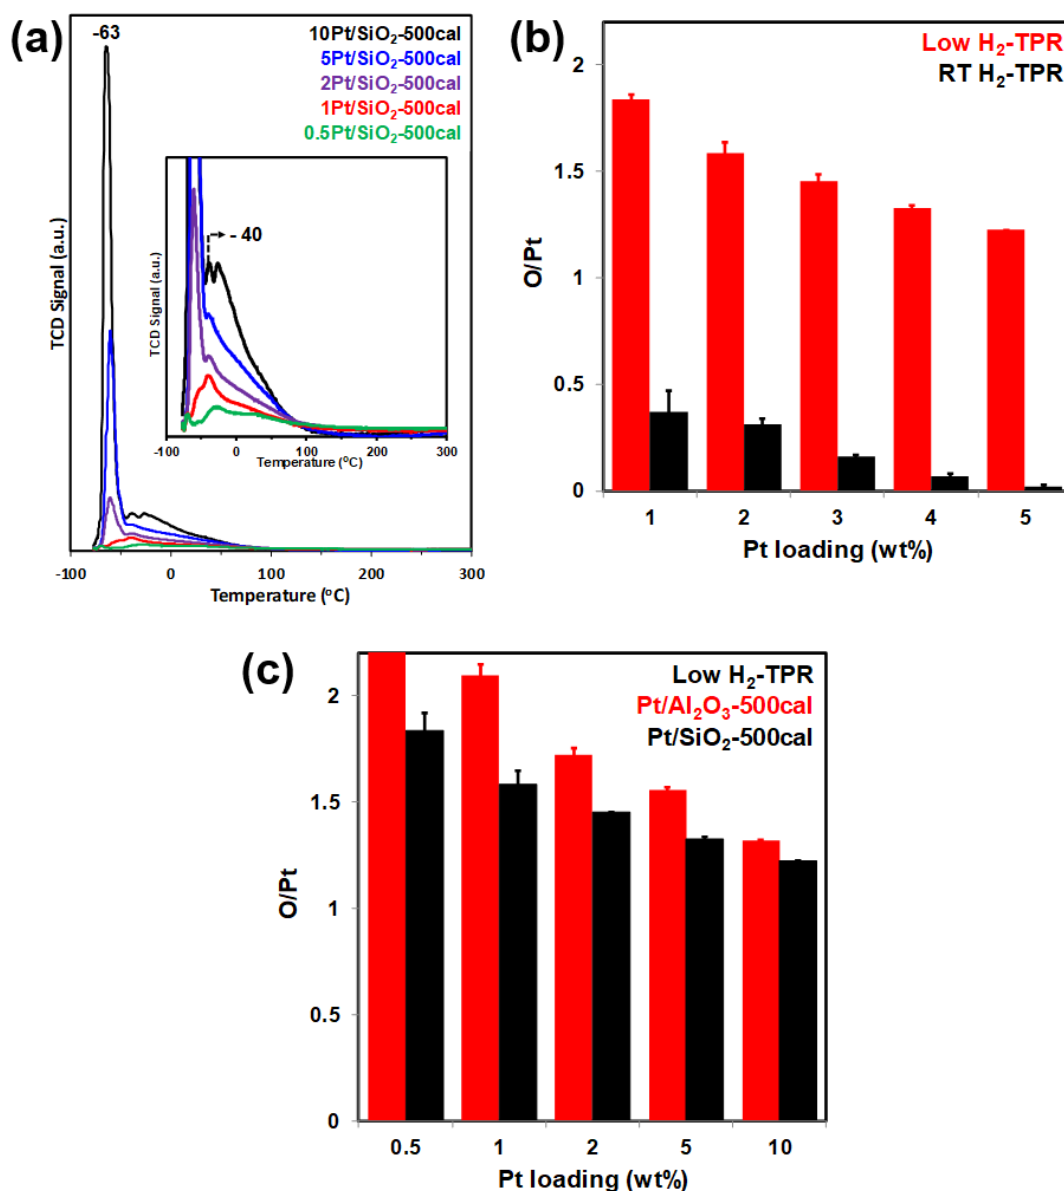 (a)
-63
10Pt/SiO₂-500cal
5Pt/SiO₂-500cal
2Pt/SiO₂-500cal
1Pt/SiO₂-500cal
0.5Pt/SiO₂-500cal
TCD Signal (a.u.)
- 40
TCD Signal (a.u.)
-100 0 100 200 300
Temperature (ºC)
-100 0 100 200 300
Temperature (ºC)
(b)
Low H₂-TPR
RT H₂-TPR
O/Pt
2
1.5
1
0.5
0
1 2 3 4 5
Pt loading (wt%)
(c)
Low H₂-TPR
Pt/Al₂O₃-500cal
Pt/SiO₂-500cal
O/Pt
2
1.5
1
0.5
0
0.5 1 2 5 10
Pt loading (wt%)